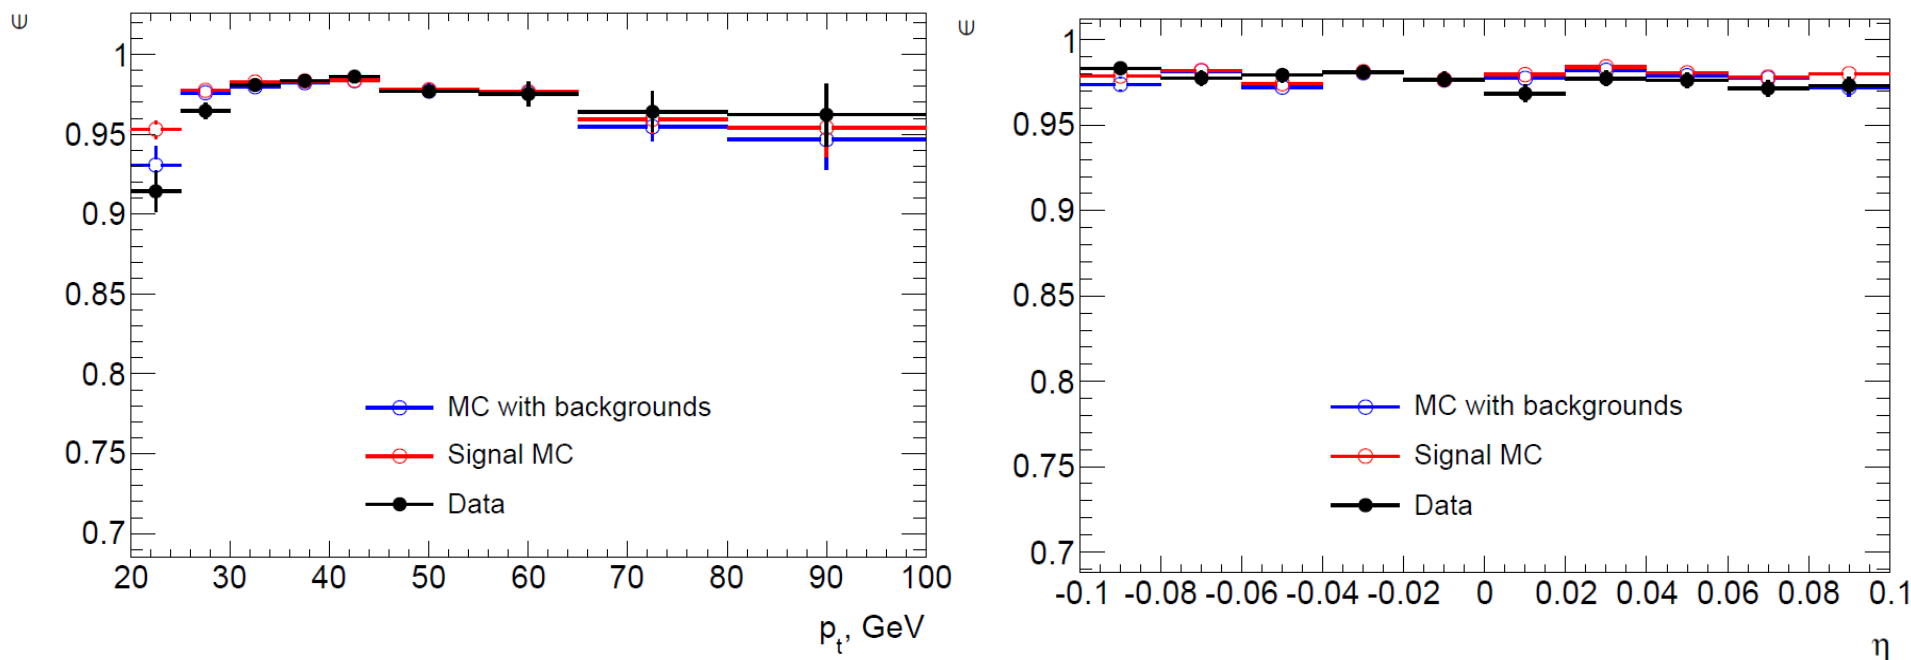 ∈
1
0.95
0.9
0.85
0.8
0.75
0.7
MC with backgrounds
Signal MC
Data
20 30 40 50 60 70 80 90 100
pt, GeV
∈
1
0.95
0.9
0.85
0.8
0.75
0.7
MC with backgrounds
Signal MC
Data
-0.1 -0.08 -0.06 -0.04 -0.02 0 0.02 0.04 0.06 0.08 0.1
η